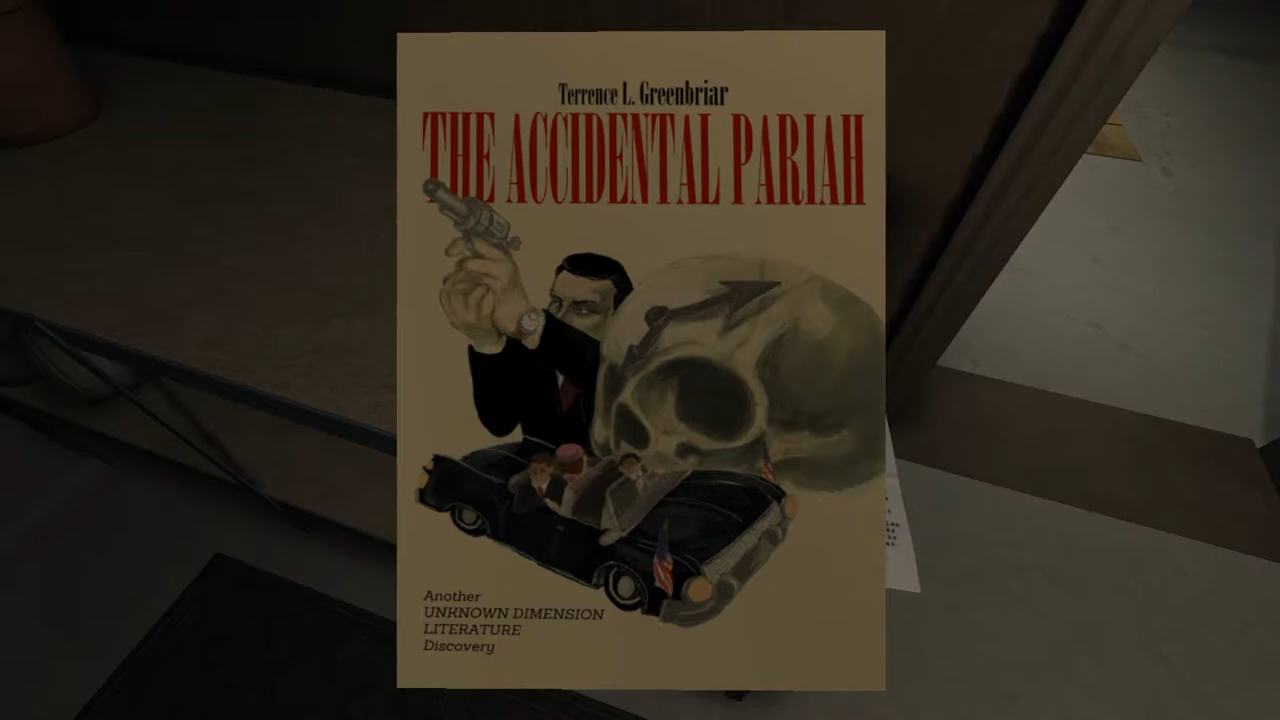 Terrence L. Greenbriar
THE ACCIDENTAL PARIAH
Another
UNKNOWN DIMENSION
LITERATURE
Discovery